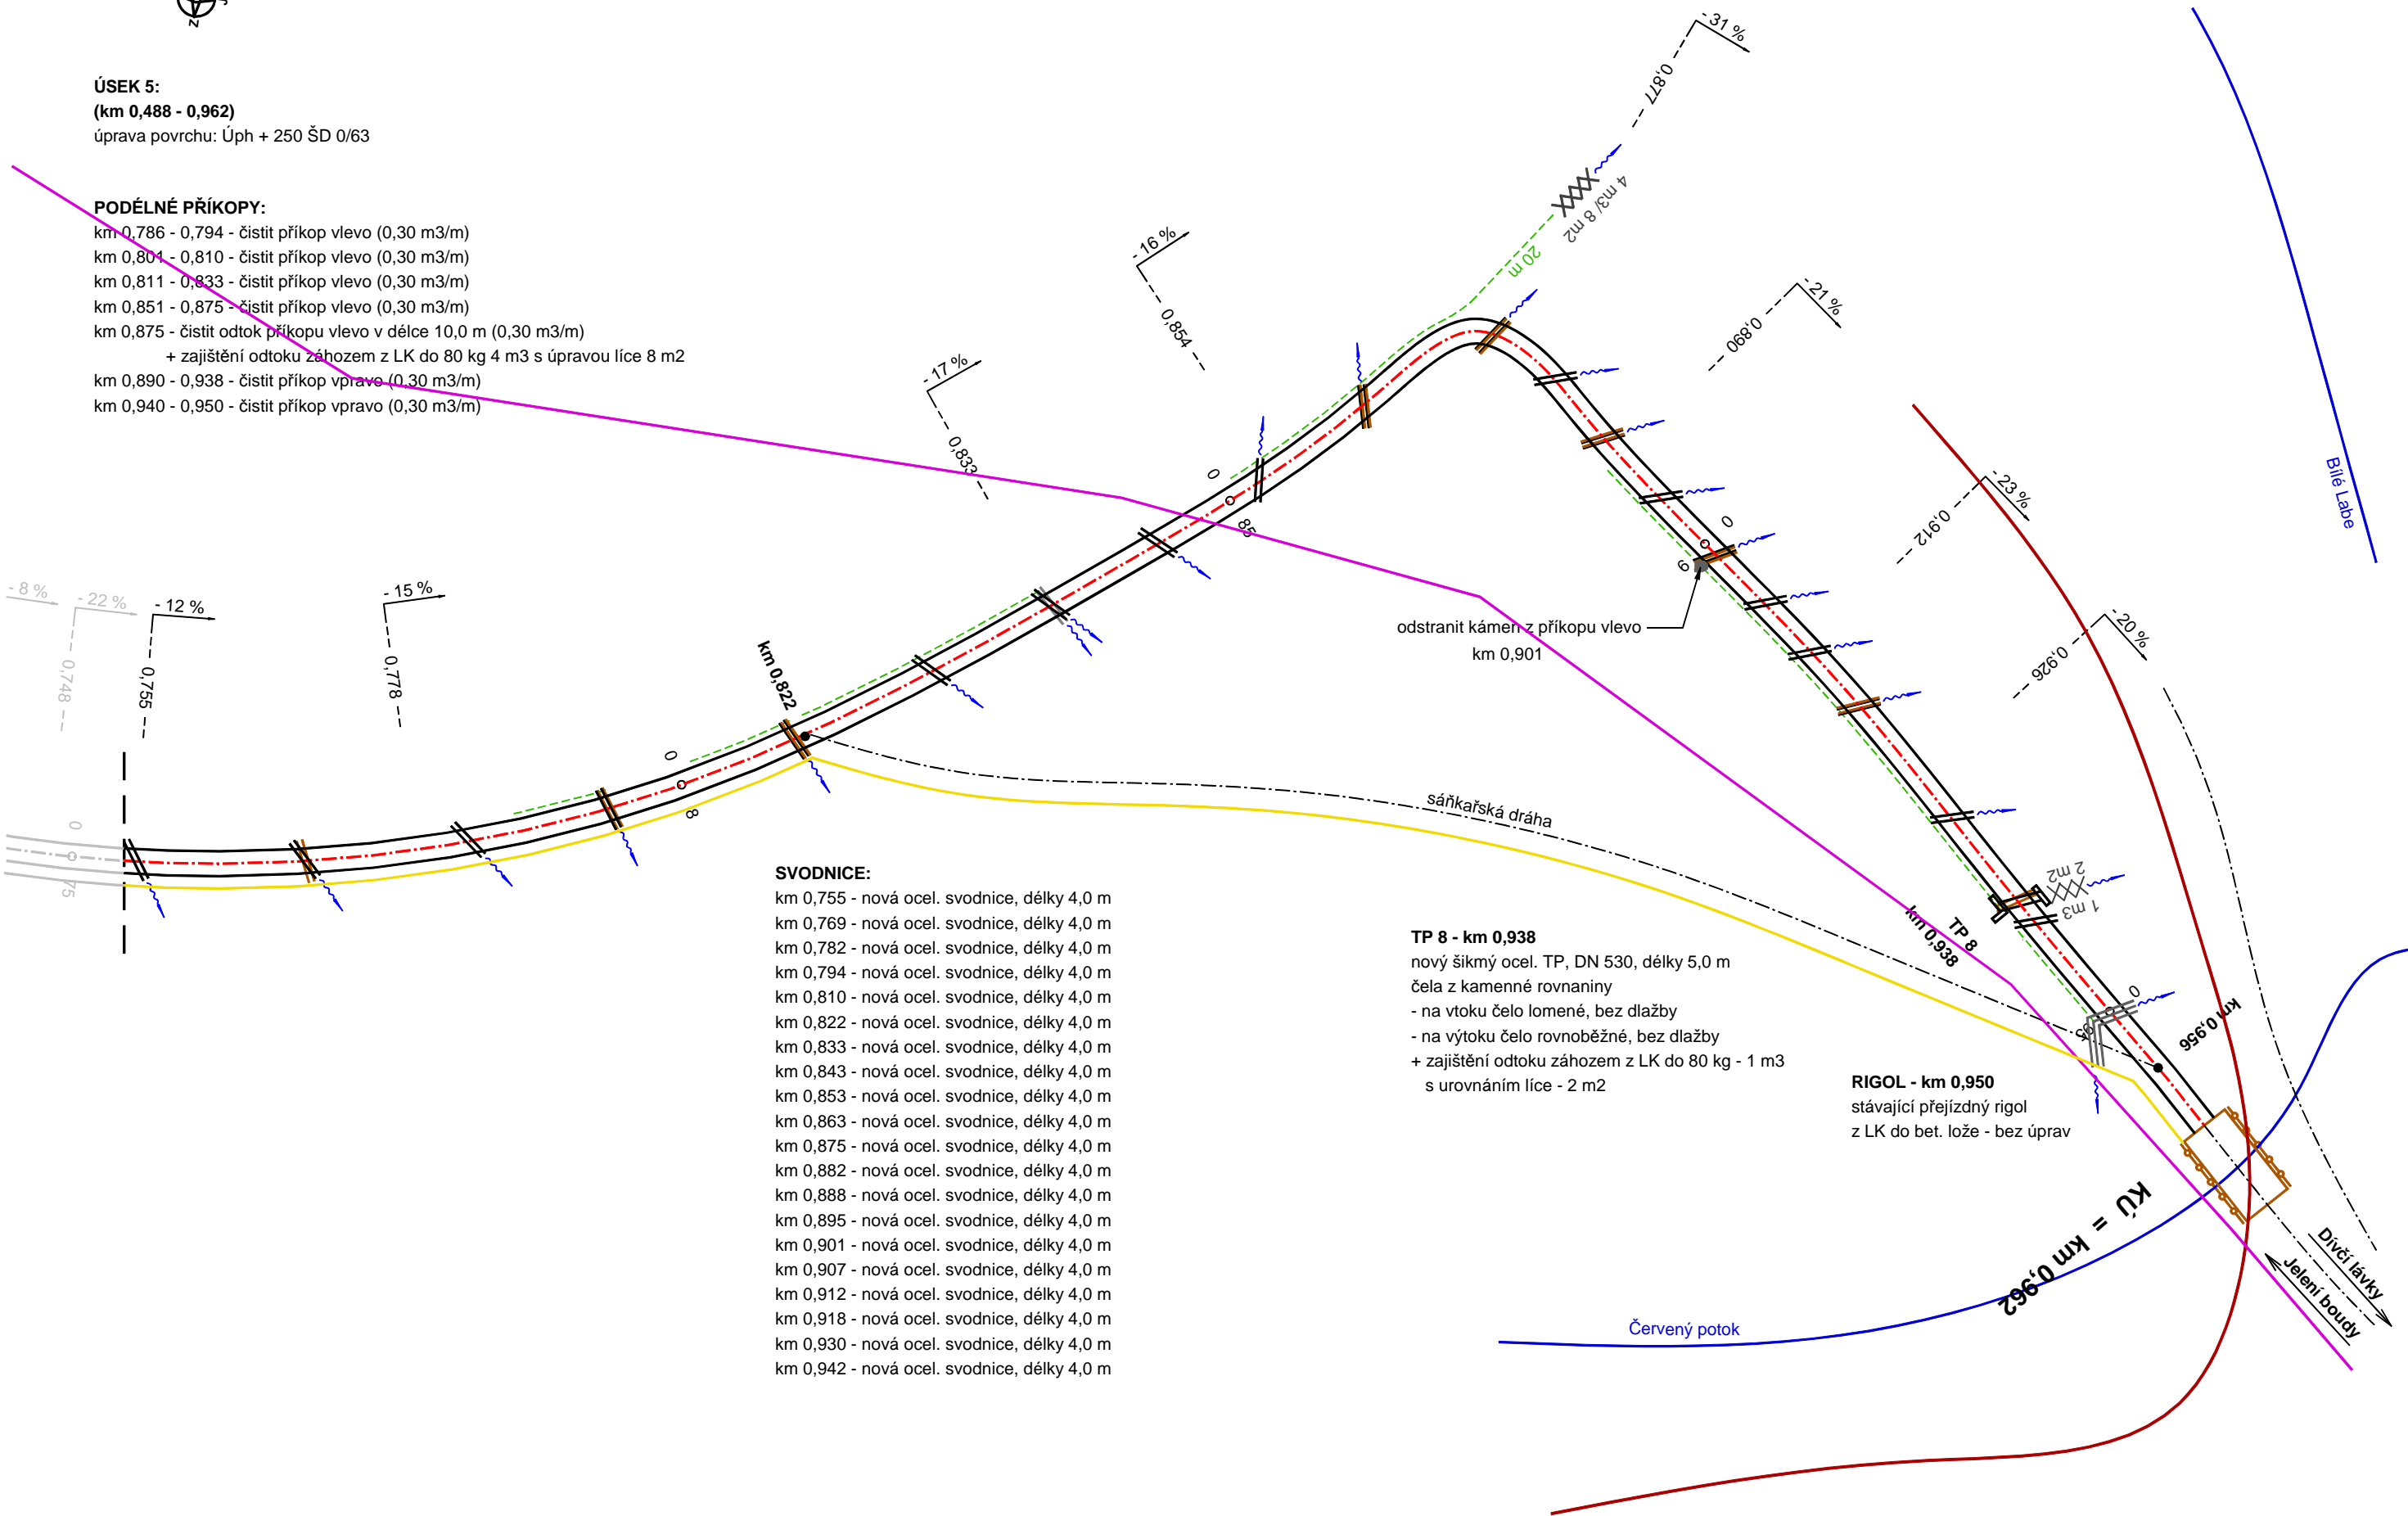 Z
ÚSEK 5:
(km 0,488 - 0,962)
úprava povrchu: Úph + 250 ŠD 0/63
PODÉLNÉ PŘÍKOPY:
km 0,786 - 0,794 - čistit příkop vlevo (0,30 m3/m)
km 0,801 - 0,810 - čistit příkop vlevo (0,30 m3/m)
km 0,811 - 0,833 - čistit příkop vlevo (0,30 m3/m)
km 0,851 - 0,875 - čistit příkop vlevo (0,30 m3/m)
km 0,875 - čistit odtok příkopu vlevo v délce 10,0 m (0,30 m3/m)
+ zajištění odtoku záhozem z LK do 80 kg 4 m3 s úpravou líce 8 m2
km 0,890 - 0,938 - čistit příkop vpravo (0,30 m3/m)
km 0,940 - 0,950 - čistit příkop vpravo (0,30 m3/m)
- 8 %
- 22 %
0,748
- 12 %
0,755
- 15 %
0,778
- 17 %
0,833
- 16 %
0,854
- 31 %
0,877
- 21 %
0,890
- 23 %
0,912
- 20 %
0,926
0
75
0
8
km 0,822
0
85
20 m
4 m3/ 8 m2
0
9
odstranit kámen z příkopu vlevo
km 0,901
Bílé Labe
sáňkařská dráha
SVODNICE:
km 0,755 - nová ocel. svodnice, délky 4,0 m
km 0,769 - nová ocel. svodnice, délky 4,0 m
km 0,782 - nová ocel. svodnice, délky 4,0 m
km 0,794 - nová ocel. svodnice, délky 4,0 m
km 0,810 - nová ocel. svodnice, délky 4,0 m
km 0,822 - nová ocel. svodnice, délky 4,0 m
km 0,833 - nová ocel. svodnice, délky 4,0 m
km 0,843 - nová ocel. svodnice, délky 4,0 m
km 0,853 - nová ocel. svodnice, délky 4,0 m
km 0,863 - nová ocel. svodnice, délky 4,0 m
km 0,875 - nová ocel. svodnice, délky 4,0 m
km 0,882 - nová ocel. svodnice, délky 4,0 m
km 0,888 - nová ocel. svodnice, délky 4,0 m
km 0,895 - nová ocel. svodnice, délky 4,0 m
km 0,901 - nová ocel. svodnice, délky 4,0 m
km 0,907 - nová ocel. svodnice, délky 4,0 m
km 0,912 - nová ocel. svodnice, délky 4,0 m
km 0,918 - nová ocel. svodnice, délky 4,0 m
km 0,930 - nová ocel. svodnice, délky 4,0 m
km 0,942 - nová ocel. svodnice, délky 4,0 m
TP 8 - km 0,938
nový šikmý ocel. TP, DN 530, délky 5,0 m
čela z kamenné rovnaniny
- na vtoku čelo lomené, bez dlažby
- na výtoku čelo rovnoběžné, bez dlažby
+ zajištění odtoku záhozem z LK do 80 kg - 1 m3
s urovnáním líce - 2 m2
2 m2
1 m3
TP 8
km 0,938
0
95
km 0,956
RIGOL - km 0,950
stávající přejízdný rigol
z LK do bet. lože - bez úprav
KÚ = km 0,962
Dívčí lávky
Jelení boudy
Červený potok